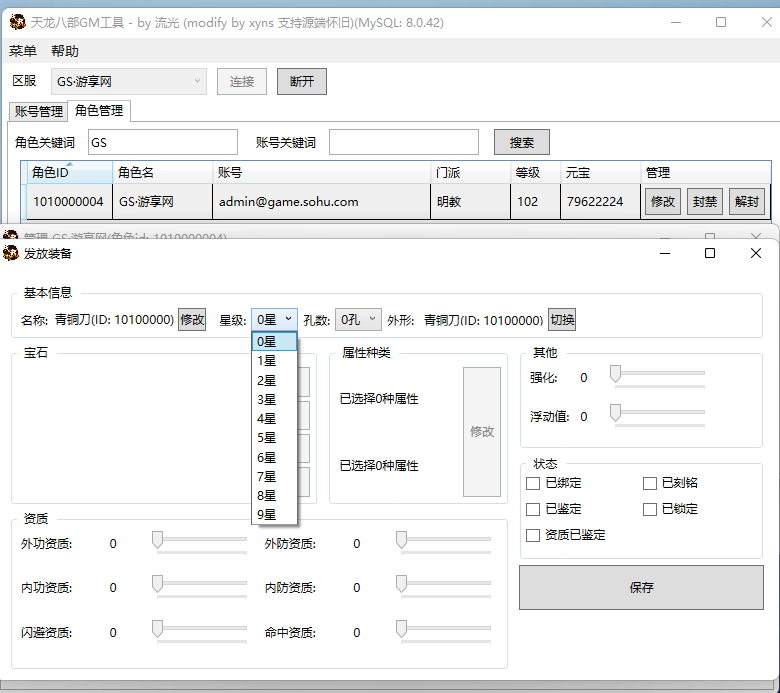 天龙八部GM工具 - by 流光 (modify by xyns 支持源端怀旧)(MySQL: 8.0.42)
菜单 帮助
区服 GS·游享网 连接 断开
账号管理 角色管理
角色关键词 GS 账号关键词 搜索
角色ID 角色名 账号 门派 等级 元宝 管理
1010000004 GS·游享网 admin@game.sohu.com 明教 102 79622224 修改 封禁 解封
管理 GS·游享网(角色id: 1010000004)
发放装备
基本信息
名称: 青铜刀(ID: 10100000) 修改 星级: 0星 孔数: 0孔 外形: 青铜刀(ID: 10100000) 切换
0星
1星
2星
3星
4星
5星
6星
7星
8星
9星
宝石
属性种类
已选择0种属性
已选择0种属性
修改
其他
强化: 0
浮动值: 0
状态
已绑定 已刻铭
已鉴定 已锁定
资质已鉴定
资质
外功资质: 0 外防资质: 0
内功资质: 0 内防资质: 0
闪避资质: 0 命中资质: 0
保存